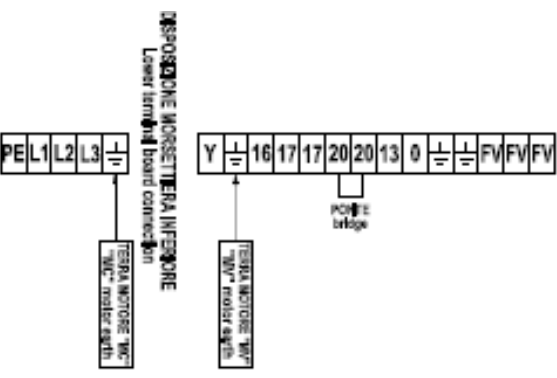 DISPOSIZIONE MORSETTIERA INFERIORE
Lower terminal board connection
PE L1 L2 L3
Y 16 17 17 20 20 13 0 FV FV FV
PONTE
bridge
TERRA MOTORE "MC"
"MC" motor earth
TERRA MOTORE "MV"
"MV" motor earth